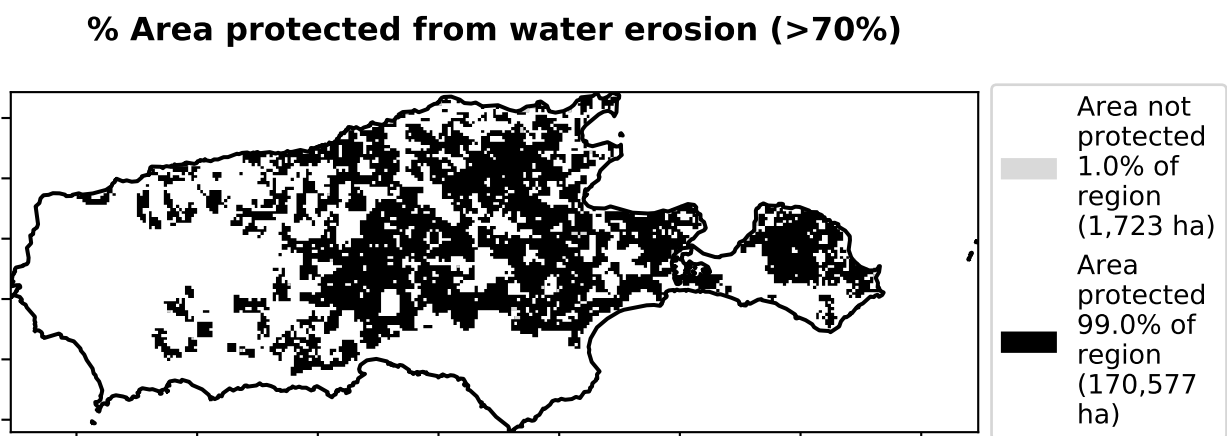 % Area protected from water erosion (>70%)
Area not
protected
1.0% of
region
(1,723 ha)
Area
protected
99.0% of
region
(170,577
ha)